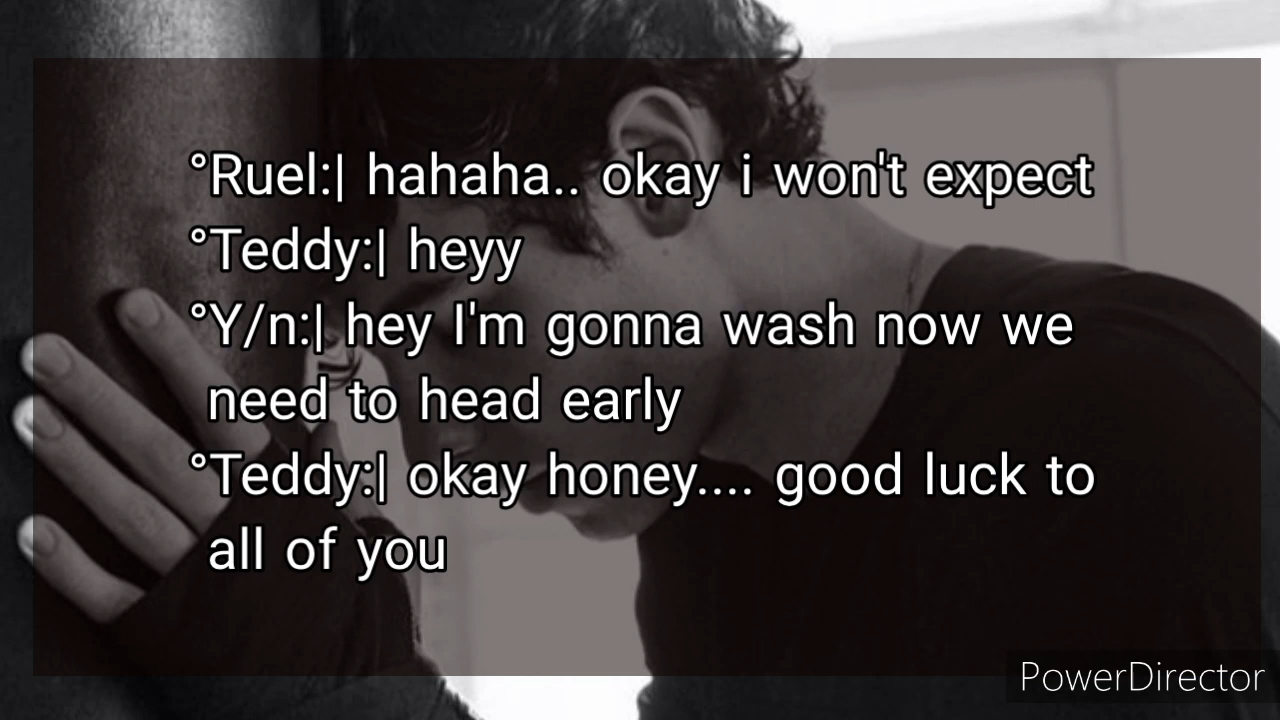 °Ruel:| hahaha.. okay i won't expect
°Teddy:| heyy
°Y/n:| hey I'm gonna wash now we
need to head early
°Teddy:| okay honey.... good luck to
all of you
PowerDirector